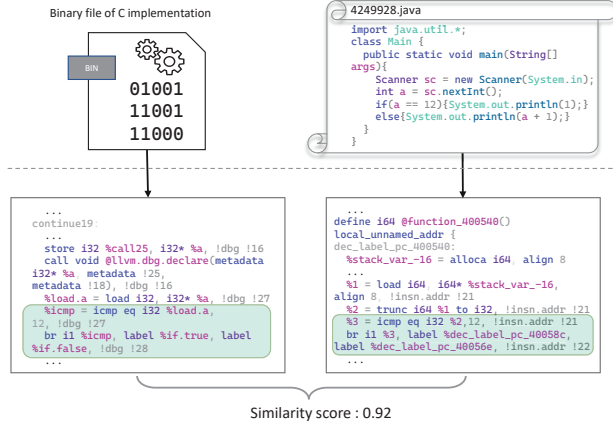 Binary file of C implementation
BIN
01001
11001
11000
4249928.java
import java.util.*;
class Main {
public static void main(String[]
args){
Scanner sc = new Scanner(System.in);
int a = sc.nextInt();
if(a == 12){System.out.println(1);}
else{System.out.println(a + 1);}
}
}
...
continue19:
...
store i32 %call25, i32* %a, !dbg !16
call void @llvm.dbg.declare(metadata
i32* %a, metadata !25,
metadata !18), !dbg !16
%load.a = load i32, i32* %a, !dbg !27
%icmp = icmp eq i32 %load.a,
12, !dbg !27
br i1 %icmp, label %if.true, label
%if.false, !dbg !28
...
...
define i64 @function_400540()
local_unnamed_addr {
dec_label_pc_400540:
%stack_var_-16 = alloca i64, align 8
...
%1 = load i64, i64* %stack_var_-16,
align 8, !insn.addr !21
%2 = trunc i64 %1 to i32, !insn.addr !21
%3 = icmp eq i32 %2,12, !insn.addr !21
br i1 %3, label %dec_label_pc_40058c,
label %dec_label_pc_40056e, !insn.addr !22
...
Similarity score : 0.92